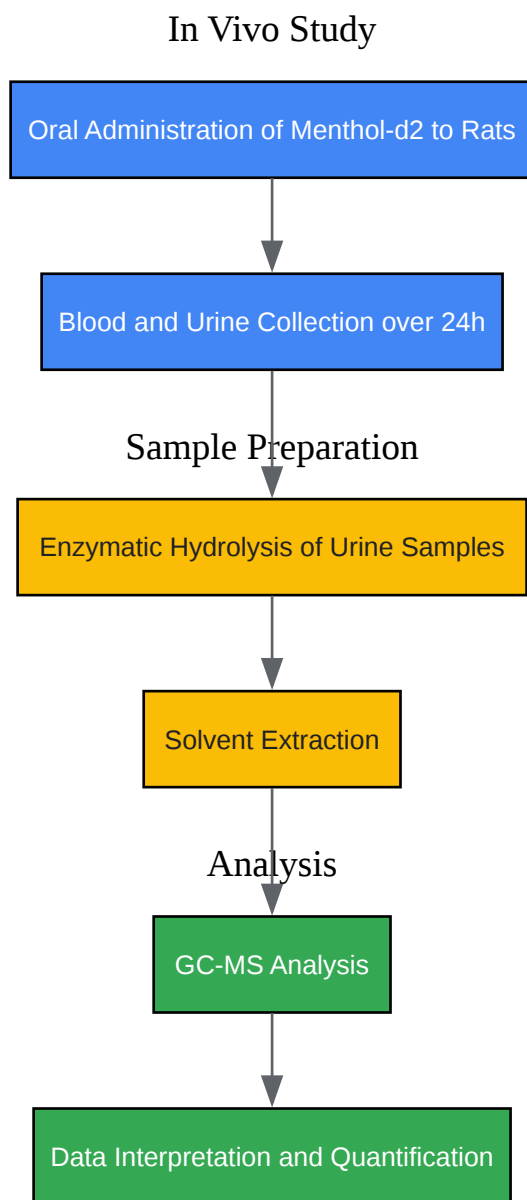 In Vivo Study
Oral Administration of Menthol-d2 to Rats
Blood and Urine Collection over 24h
Sample Preparation
Enzymatic Hydrolysis of Urine Samples
Solvent Extraction
Analysis
GC-MS Analysis
Data Interpretation and Quantification